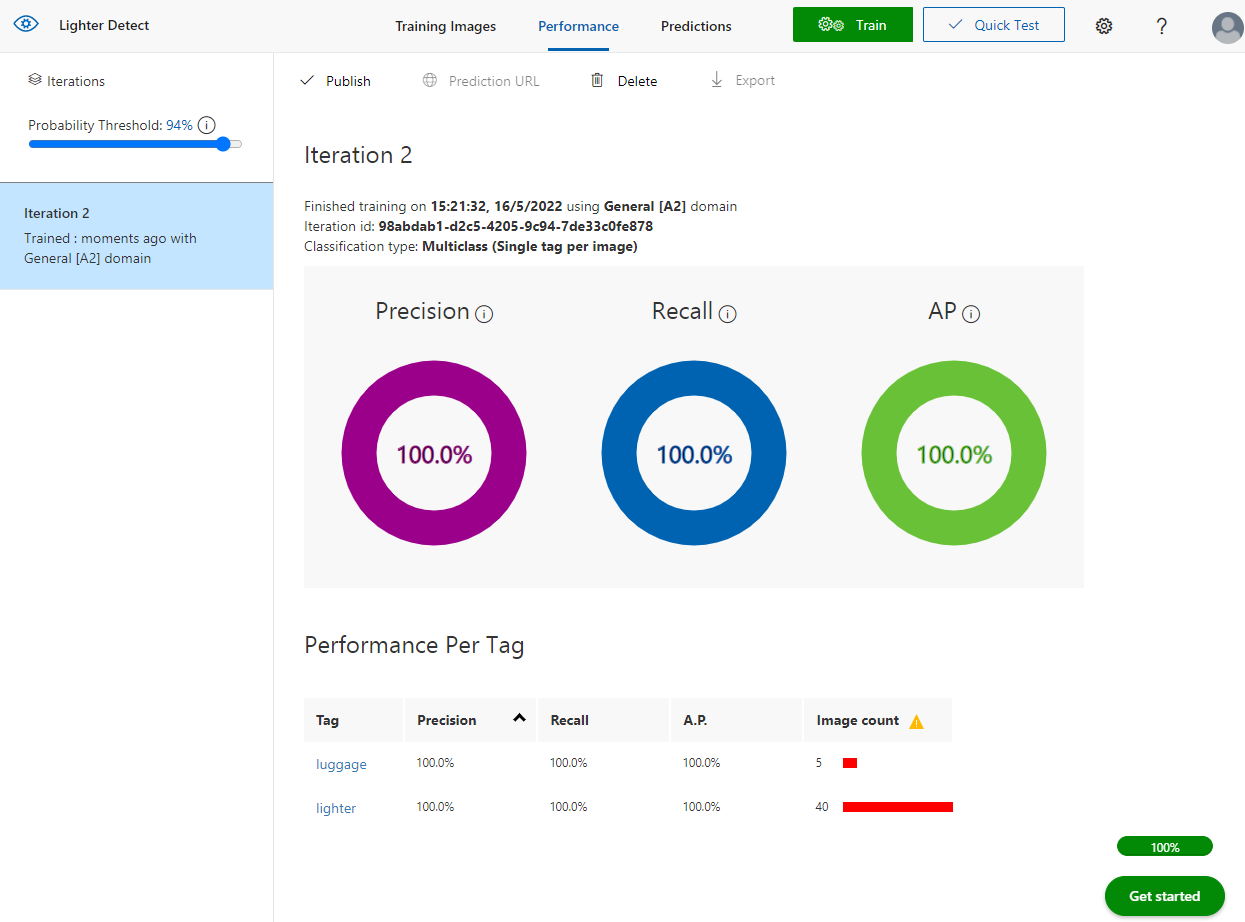 Lighter Detect
Training Images
Performance
Predictions
Train
Quick Test
?
Iterations
Probability Threshold: 94%
Iteration 2
Trained : moments ago with
General [A2] domain
Publish
Prediction URL
Delete
Export
Iteration 2
Finished training on 15:21:32, 16/5/2022 using General [A2] domain
Iteration id: 98abdab1-d2c5-4205-9c94-7de33c0fe878
Classification type: Multiclass (Single tag per image)
Precision
Recall
AP
100.0%
100.0%
100.0%
Performance Per Tag
Tag Precision Recall A.P. Image count
luggage 100.0% 100.0% 100.0% 5
lighter 100.0% 100.0% 100.0% 40
100%
Get started